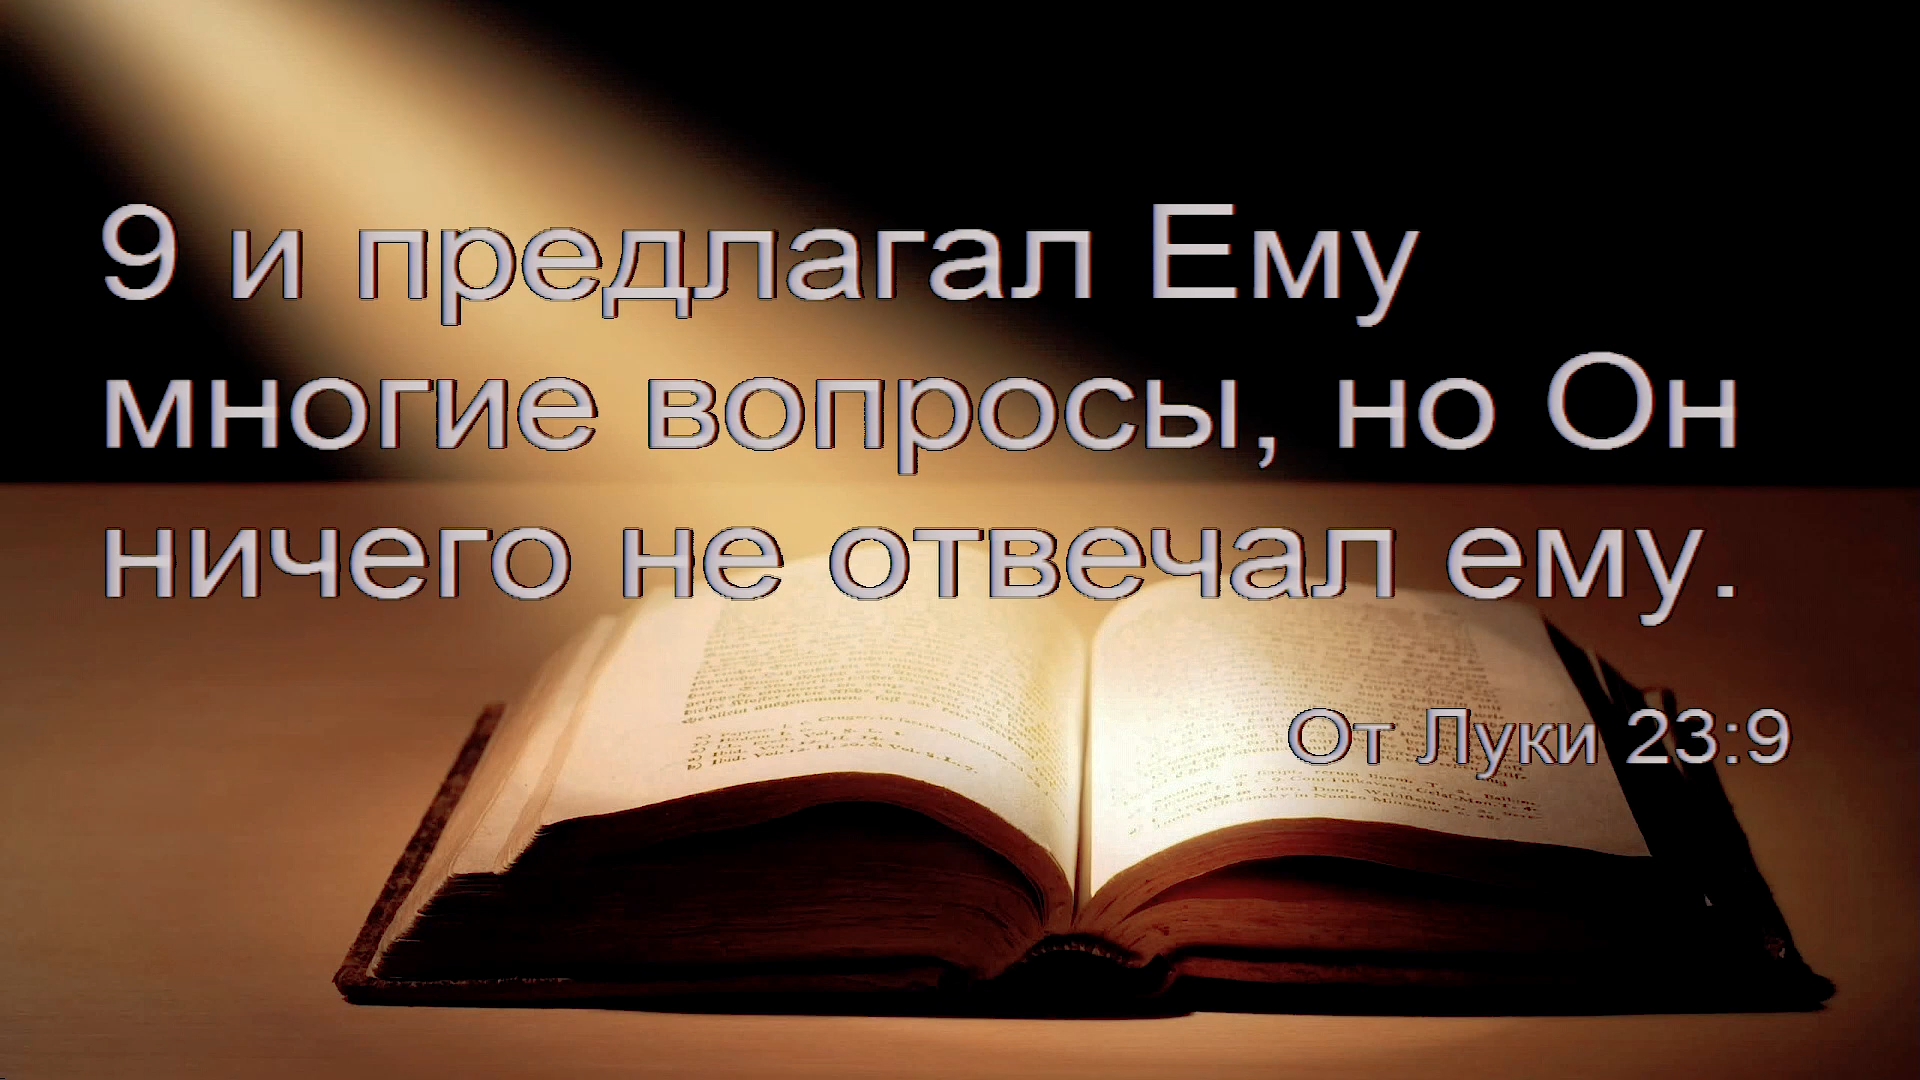 9 и предлагал Ему
многие вопросы, но Он
ничего не отвечал ему.
От Луки 23:9